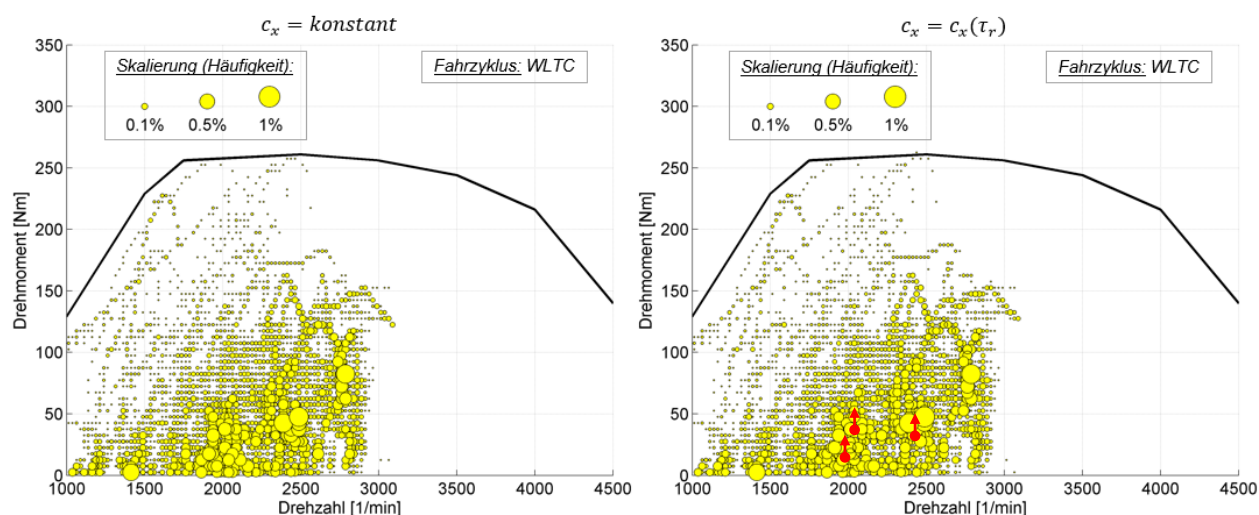 c_x = konstant
350
300
250
200
150
100
50
0
Drehmoment [Nm]
Skalierung (Häufigkeit):
0.1% 0.5% 1%
Fahrzyklus: WLTC
1000 1500 2000 2500 3000 3500 4000 4500
Drehzahl [1/min]
c_x = c_x(τ_r)
350
300
250
200
150
100
50
0
Drehmoment [Nm]
Skalierung (Häufigkeit):
0.1% 0.5% 1%
Fahrzyklus: WLTC
1000 1500 2000 2500 3000 3500 4000 4500
Drehzahl [1/min]